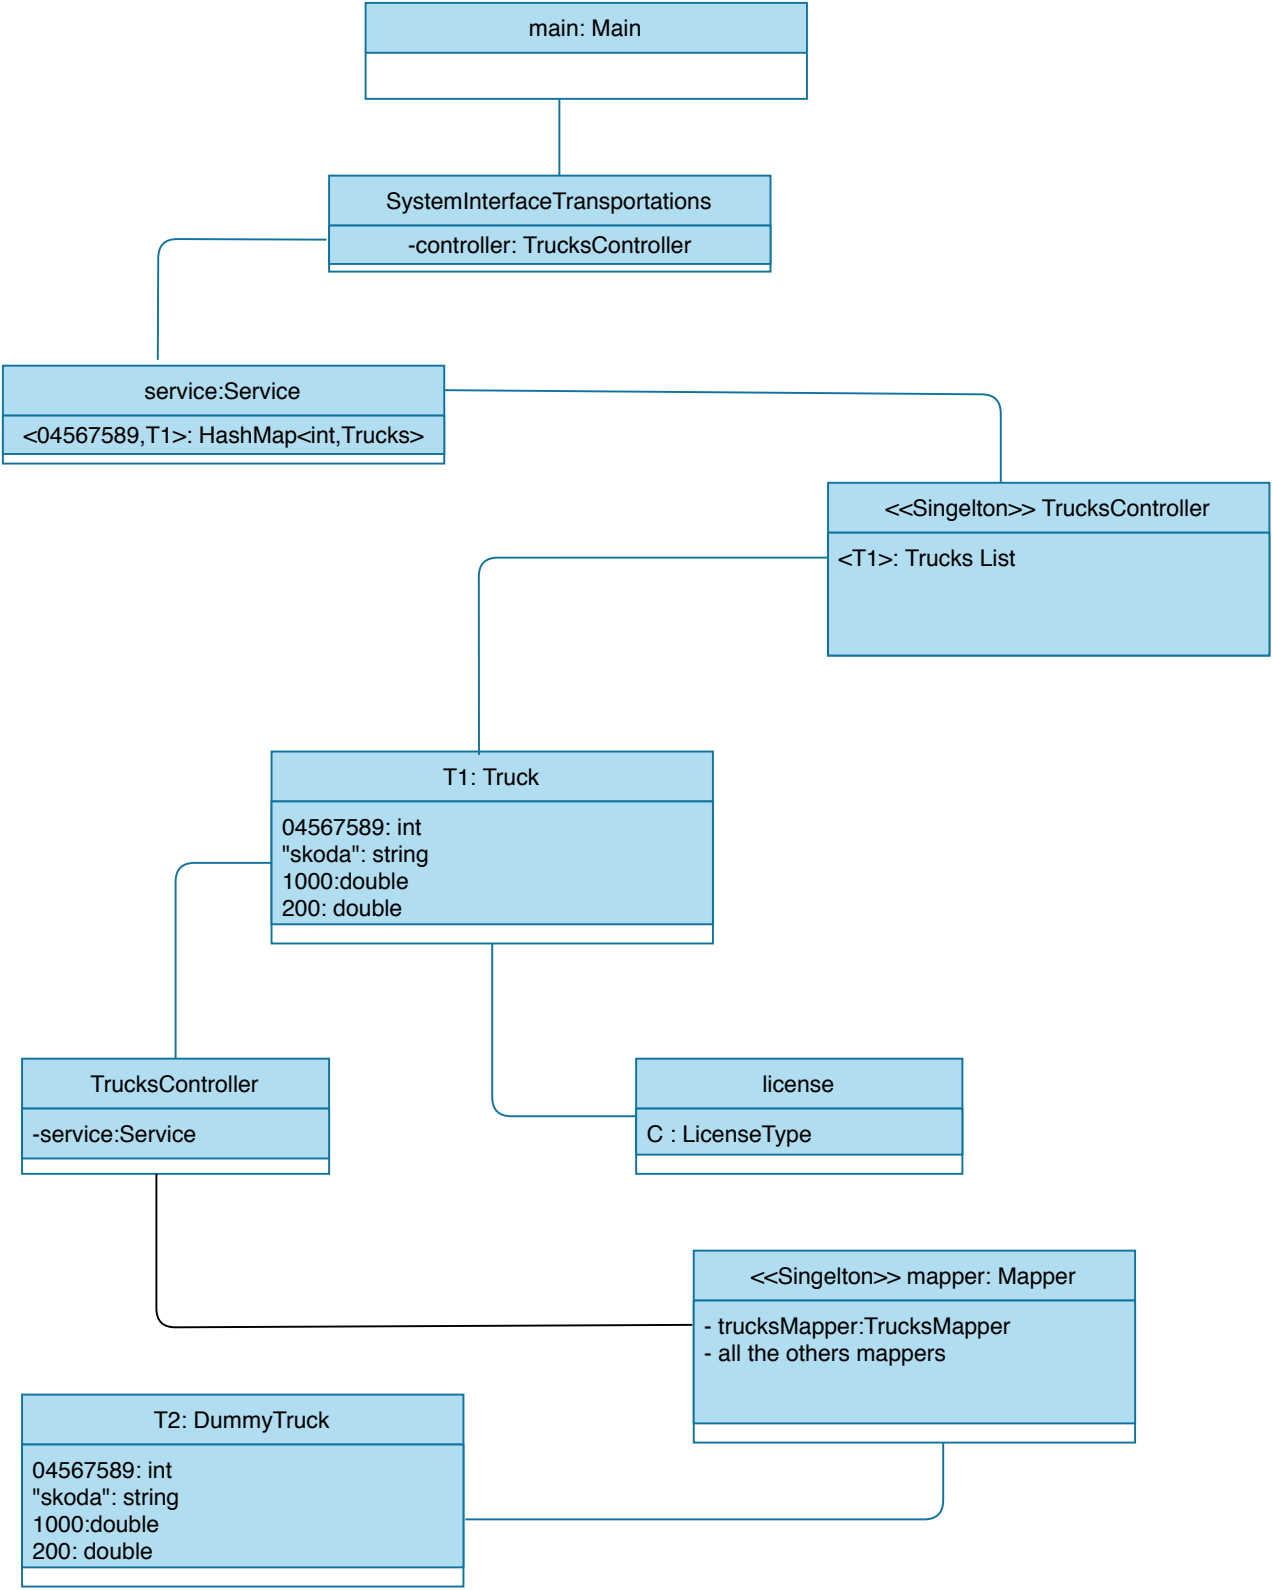 main: Main
SystemInterfaceTransportations
-controller: TrucksController
service:Service
<04567589,T1>: HashMap<int,Trucks>
<<Singelton>> TrucksController
<T1>: Trucks List
T1: Truck
04567589: int
"skoda": string
1000:double
200: double
TrucksController
-service:Service
license
C : LicenseType
<<Singelton>> mapper: Mapper
- trucksMapper:TrucksMapper
- all the others mappers
T2: DummyTruck
04567589: int
"skoda": string
1000:double
200: double